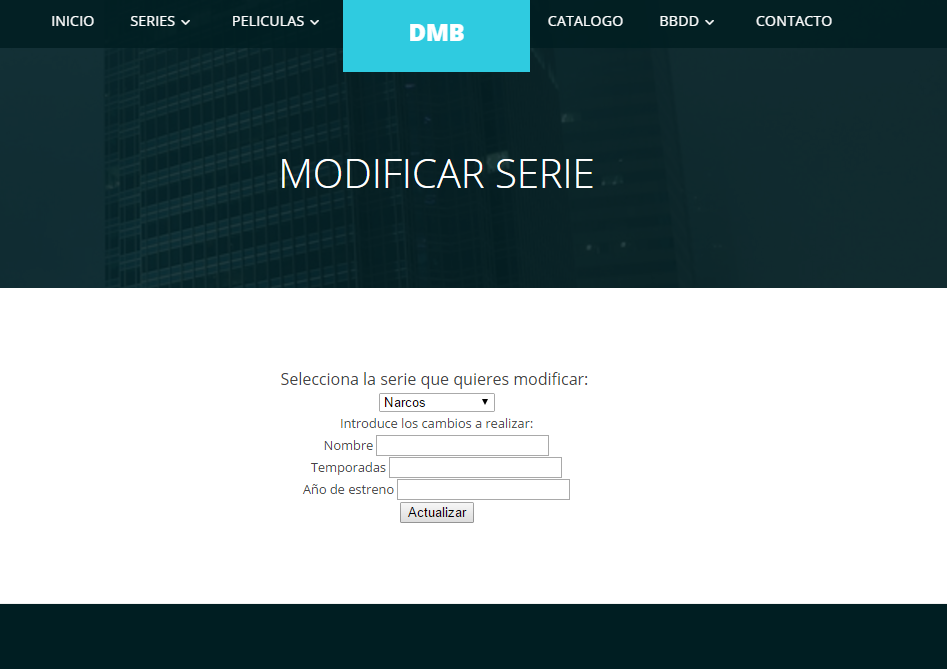 INICIO SERIES PELICULAS DMB CATALOGO BBDD CONTACTO
MODIFICAR SERIE
Selecciona la serie que quieres modificar:
Narcos
Introduce los cambios a realizar:
Nombre
Temporadas
Año de estreno
Actualizar